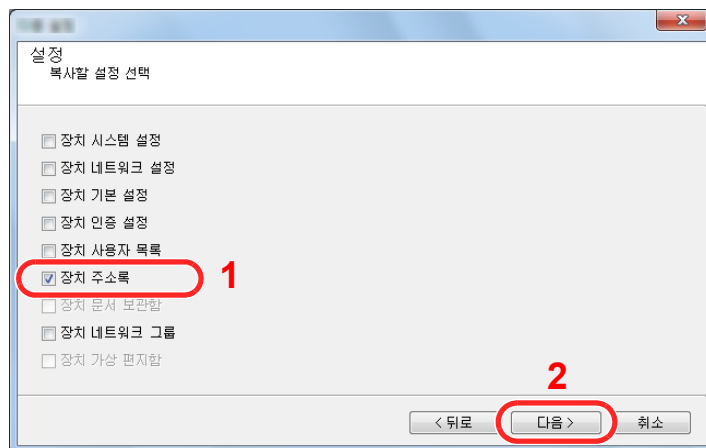 설정
복사할 설정 선택
장치 시스템 설정
장치 네트워크 설정
장치 기본 설정
장치 인증 설정
장치 사용자 목록
장치 주소록
1
장치 문서 보관함
장치 네트워크 그룹
장치 가상 편지함
2
< 뒤로
다음 >
취소